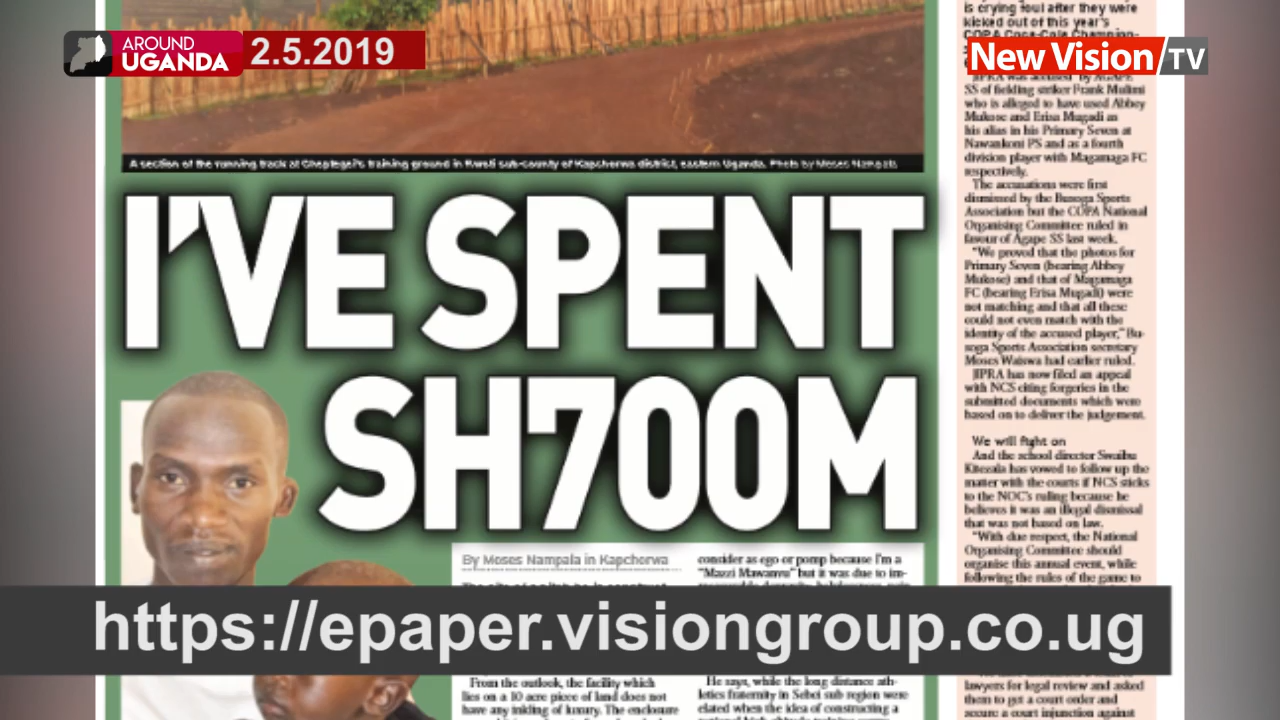 AROUND
UGANDA
2.5.2019
New Vision/TV
A section of the running track at Cheptegei's training ground in Kwoti sub-county of Kapchorwa district, eastern Uganda. Photo by Moses Nampala
I'VE SPENT
SH700M
By Moses Nampala in Kapchorwa
consider as ego or pomp because I'm a
"Mazzi Mawanvu" but it was due to im-
https://epaper.visiongroup.co.ug
From the outlook, the facility which
lies on a 10 acre piece of land does not
have any inkling of luxury. The enclosure
He says, while the long distance ath-
letics fraternity in Sebei sub region were
elated when the idea of constructing a
is crying foul after they were
kicked out of this year's
COPA Coca-Cola Champion-
JIPRA was accused by AGAPE
SS of fielding striker Frank Mulimi
who is alleged to have used Abbey
Mukose and Erisa Mugadi as
his alias in his Primary Seven at
Nawankoni PS and as a fourth
division player with Magamaga FC
respectively.
The accusations were first
dismissed by the Busoga Sports
Association but the COPA National
Organising Committee ruled in
favour of Agape SS last week.
"We proved that the photos for
Primary Seven (bearing Abbey
Mukose) and that of Magamaga
FC (bearing Erisa Mugadi) were
not matching and that all these
could not even match with the
identity of the accused player," Bu-
soga Sports Association secretary
Moses Waiswa had earlier ruled.
JIPRA has now filed an appeal
with NCS citing forgeries in the
submitted documents which were
based on to deliver the judgement.
We will fight on
And the school director Swaibu
Kitezala has vowed to follow up the
matter with the courts if NCS sticks
to the NOC's ruling because he
believes it was an illegal dismissal
that was not based on law.
"With due respect, the National
Organising Committee should
organise this annual event, while
following the rules of the game to
lawyers for legal review and asked
them to get a court order and
secure a court injunction against